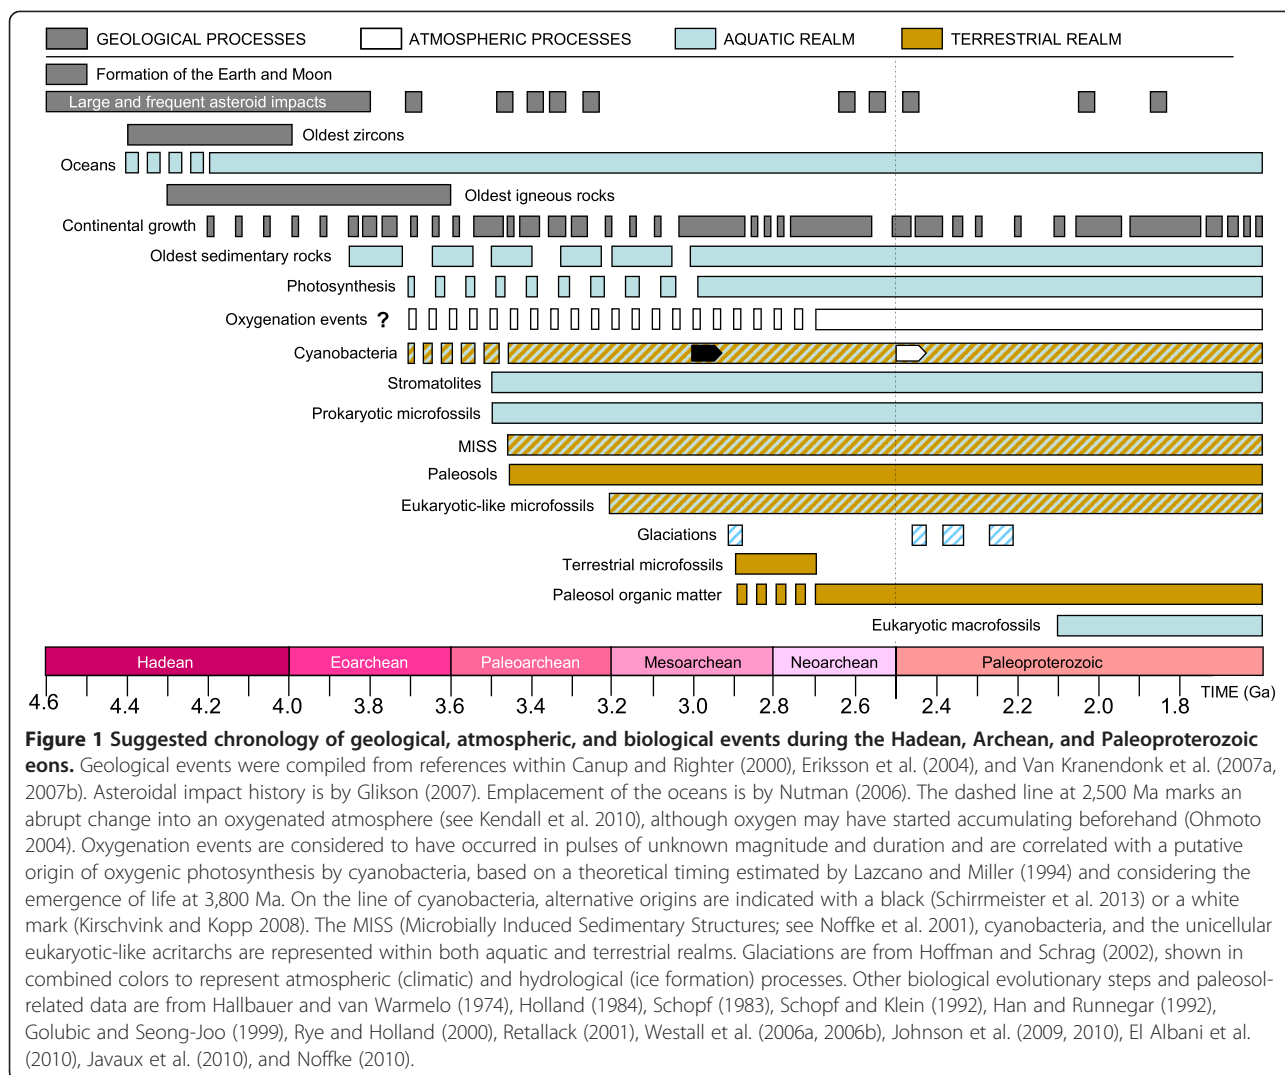 GEOLOGICAL PROCESSES ATMOSPHERIC PROCESSES AQUATIC REALM TERRESTRIAL REALM
Formation of the Earth and Moon
Large and frequent asteroid impacts
Oldest zircons
Oceans
Oldest igneous rocks
Continental growth
Oldest sedimentary rocks
Photosynthesis
Oxygenation events ?
Cyanobacteria
Stromatolites
Prokaryotic microfossils
MISS
Paleosols
Eukaryotic-like microfossils
Glaciations
Terrestrial microfossils
Paleosol organic matter
Eukaryotic macrofossils
Hadean Eoarchean Paleoarchean Mesoarchean Neoarchean Paleoproterozoic
4.6 4.4 4.2 4.0 3.8 3.6 3.4 3.2 3.0 2.8 2.6 2.4 2.2 2.0 1.8 TIME (Ga)
Figure 1 Suggested chronology of geological, atmospheric, and biological events during the Hadean, Archean, and Paleoproterozoic
eons. Geological events were compiled from references within Canup and Righter (2000), Eriksson et al. (2004), and Van Kranendonk et al. (2007a,
2007b). Asteroidal impact history is by Glikson (2007). Emplacement of the oceans is by Nutman (2006). The dashed line at 2,500 Ma marks an
abrupt change into an oxygenated atmosphere (see Kendall et al. 2010), although oxygen may have started accumulating beforehand (Ohmoto
2004). Oxygenation events are considered to have occurred in pulses of unknown magnitude and duration and are correlated with a putative
origin of oxygenic photosynthesis by cyanobacteria, based on a theoretical timing estimated by Lazcano and Miller (1994) and considering the
emergence of life at 3,800 Ma. On the line of cyanobacteria, alternative origins are indicated with a black (Schirrmeister et al. 2013) or a white
mark (Kirschvink and Kopp 2008). The MISS (Microbially Induced Sedimentary Structures; see Noffke et al. 2001), cyanobacteria, and the unicellular
eukaryotic-like acritarchs are represented within both aquatic and terrestrial realms. Glaciations are from Hoffman and Schrag (2002), shown in
combined colors to represent atmospheric (climatic) and hydrological (ice formation) processes. Other biological evolutionary steps and paleosol-
related data are from Hallbauer and van Warmelo (1974), Holland (1984), Schopf (1983), Schopf and Klein (1992), Han and Runnegar (1992),
Golubic and Seong-Joo (1999), Rye and Holland (2000), Retallack (2001), Westall et al. (2006a, 2006b), Johnson et al. (2009, 2010), El Albani et al.
(2010), Javaux et al. (2010), and Noffke (2010).